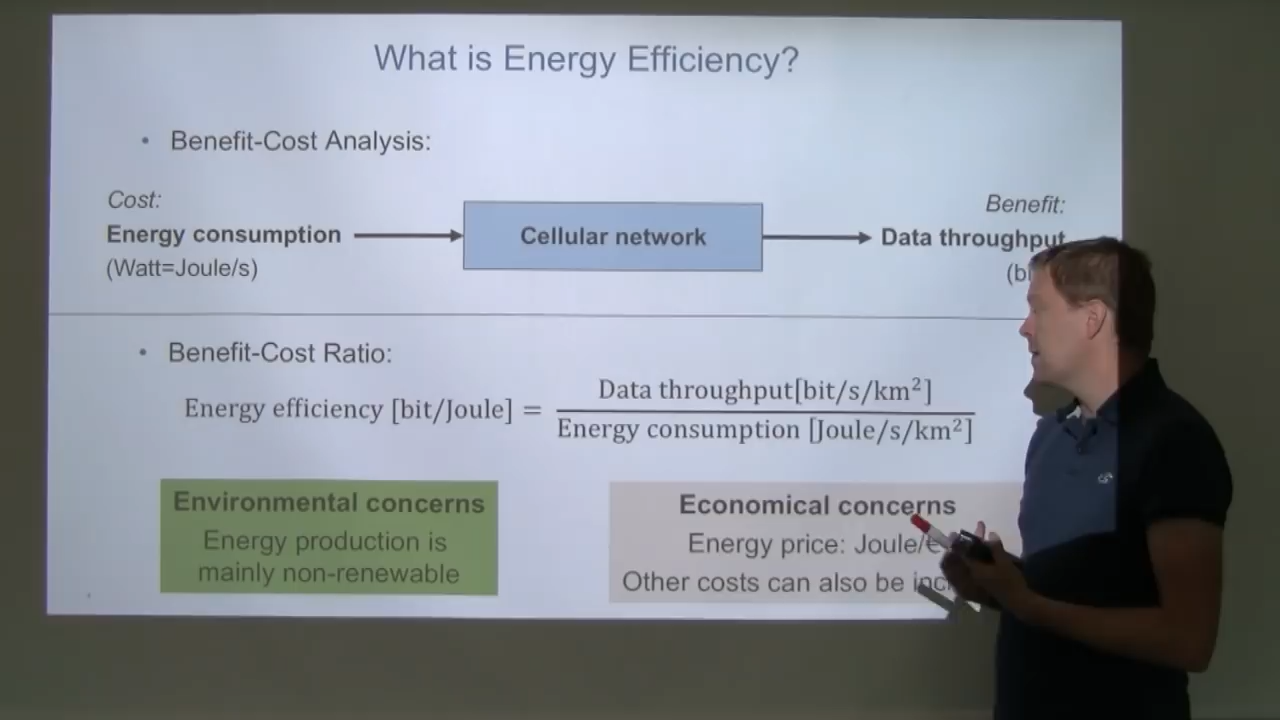 What is Energy Efficiency?
• Benefit-Cost Analysis:
Cost:
Energy consumption
(Watt=Joule/s)
Cellular network
Benefit:
Data throughput
• Benefit-Cost Ratio:
Energy efficiency [bit/Joule] = Data throughput[bit/s/km²]
Energy consumption [Joule/s/km²]
Environmental concerns
Energy production is
mainly non-renewable
Economical concerns
Energy price: Joule/€
Other costs can also be